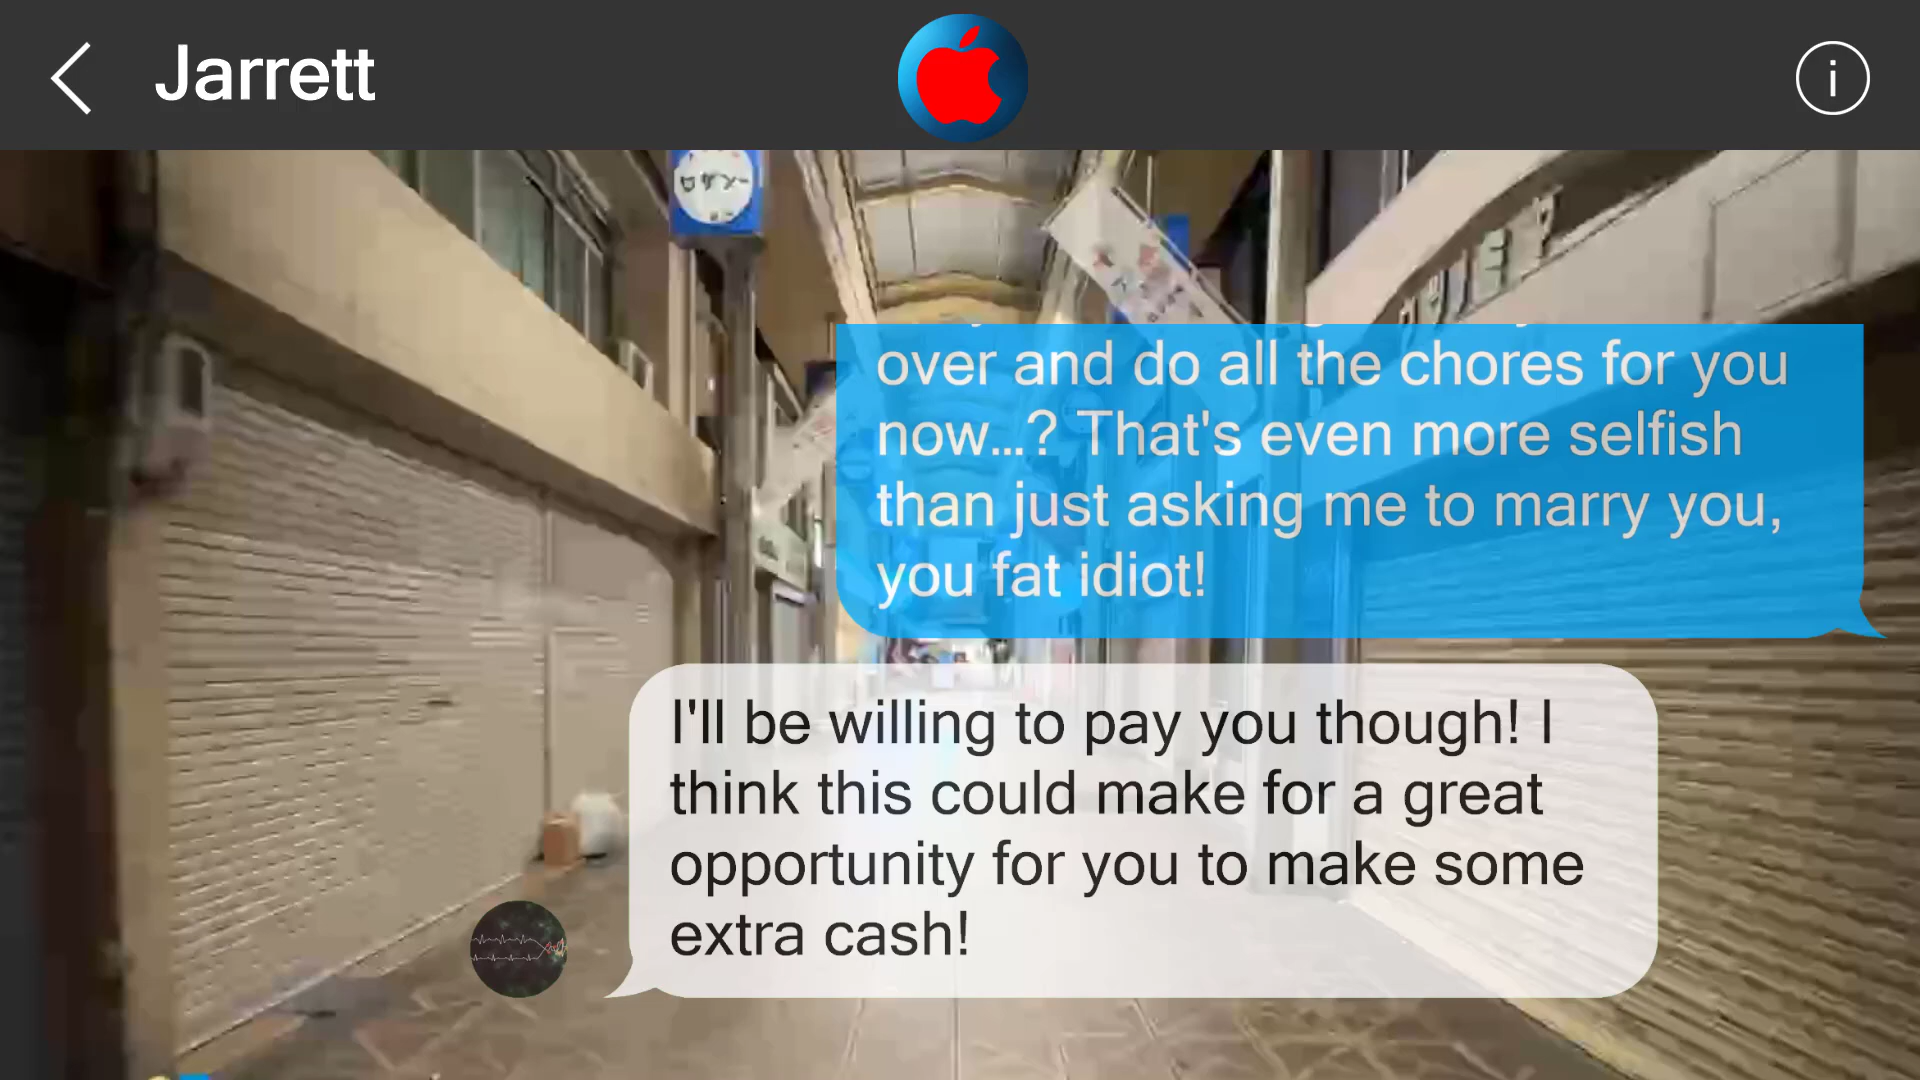 Jarrett
over and do all the chores for you
now...? That's even more selfish
than just asking me to marry you,
you fat idiot!
I'll be willing to pay you though! I
think this could make for a great
opportunity for you to make some
extra cash!